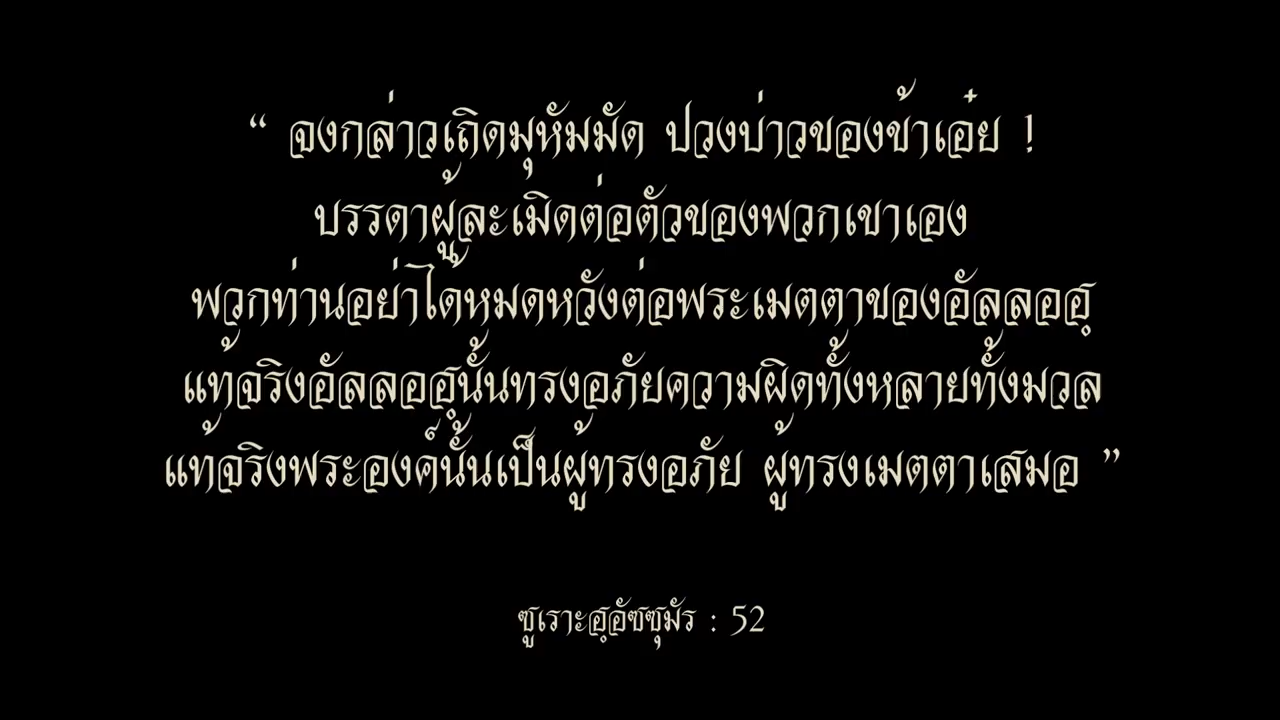 “ จงกล่าวเถิดมุหัมมัด ปวงบ่าวของข้าเอ๋ย !
บรรดาผู้ละเมิดต่อตัวของพวกเขาเอง
พวกท่านอย่าได้หมดหวังต่อพระเมตตาของอัลลอฮฺ
แท้จริงอัลลอฮฺนั้นทรงอภัยความผิดทั้งหลายทั้งมวล
แท้จริงพระองค์นั้นเป็นผู้ทรงอภัย ผู้ทรงเมตตาเสมอ ”
ซูเราะฮฺอัซซุมัร : 52